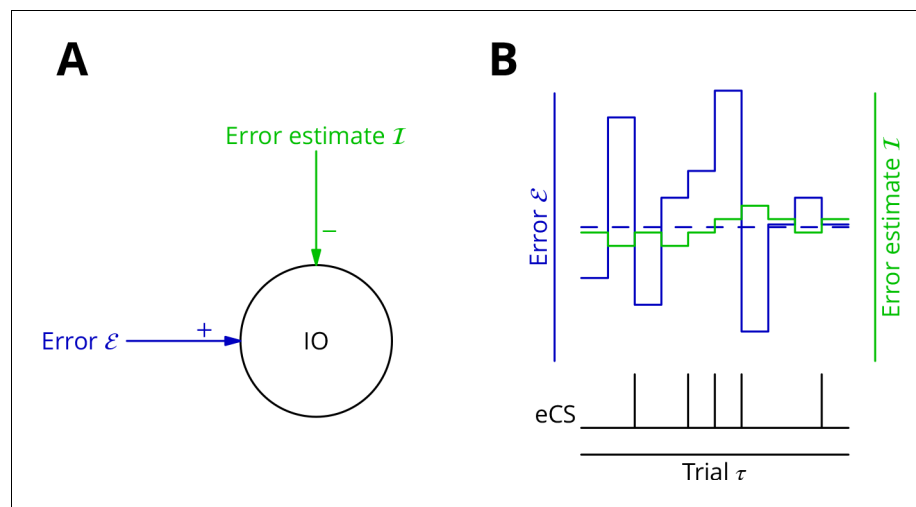 A
B
Error estimate ℐ
−
Error ℰ
+
IO
Error ℰ
Error estimate ℐ
eCS
Trial τ